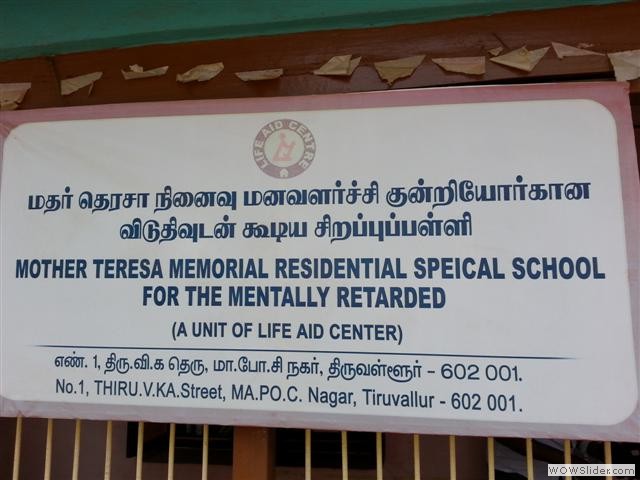 LIFE AID CENTRE
மதர் தெரசா நினைவு மனவளர்ச்சி குன்றியோர்கான
விடுதிவுடன் கூடிய சிறப்புப்பள்ளி
MOTHER TERESA MEMORIAL RESIDENTIAL SPEICAL SCHOOL
FOR THE MENTALLY RETARDED
(A UNIT OF LIFE AID CENTER)
எண். 1, திரு.வி.க தெரு, மா.போ.சி நகர், திருவள்ளூர் - 602 001.
No.1, THIRU.V.KA.Street, MA.PO.C. Nagar, Tiruvallur - 602 001.
WOWSlider.com